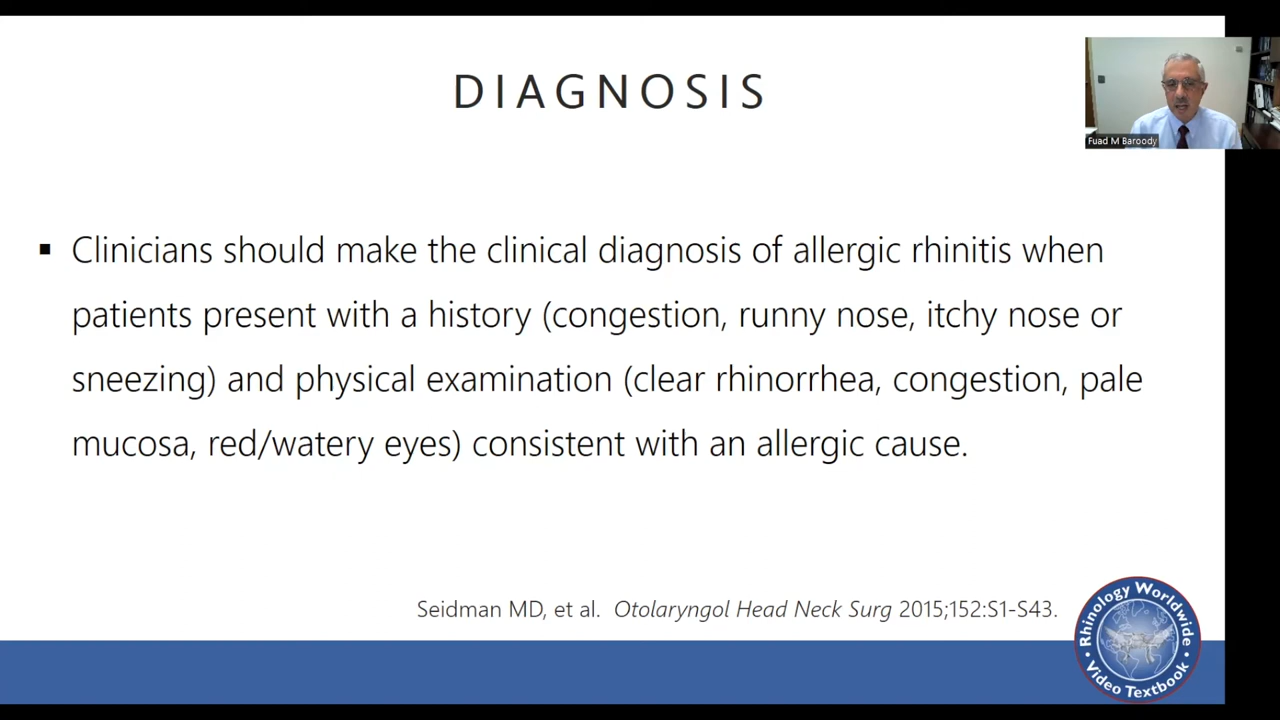 DIAGNOSIS
Fuad M Baroody
▪ Clinicians should make the clinical diagnosis of allergic rhinitis when
patients present with a history (congestion, runny nose, itchy nose or
sneezing) and physical examination (clear rhinorrhea, congestion, pale
mucosa, red/watery eyes) consistent with an allergic cause.
Seidman MD, et al. Otolaryngol Head Neck Surg 2015;152:S1-S43.
Rhinology Worldwide
• Video Textbook •